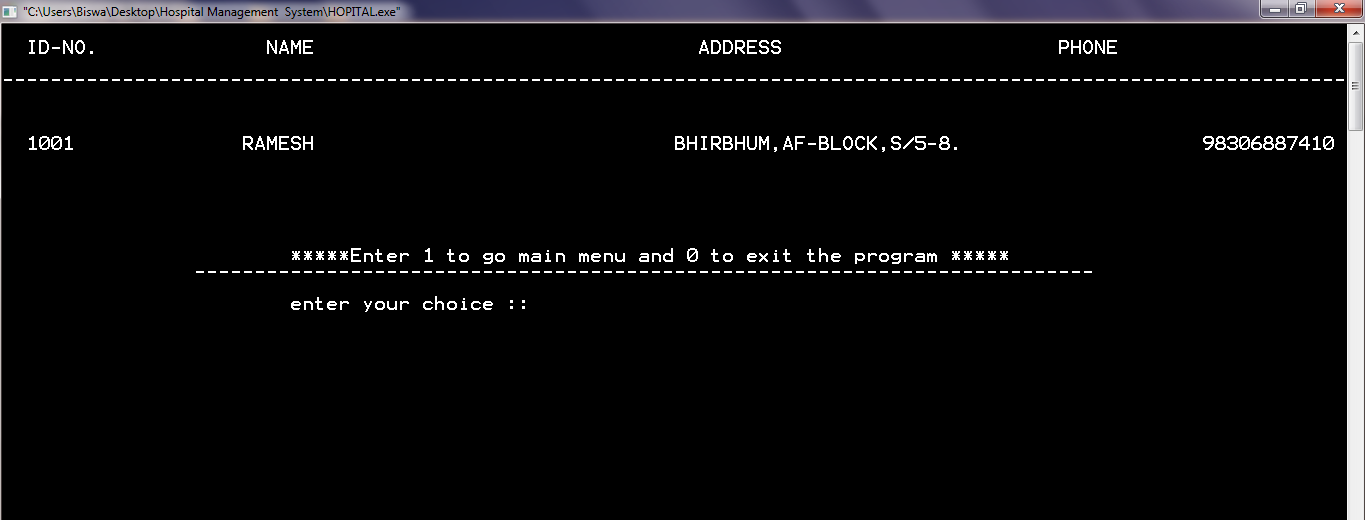 "C:\Users\Biswa\Desktop\Hospital Management  System\HOPITAL.exe"
ID-NO. NAME ADDRESS PHONE
1001 RAMESH BHIRBHUM,AF-BLOCK,S/5-8. 98306887410
*****Enter 1 to go main menu and 0 to exit the program *****
enter your choice ::